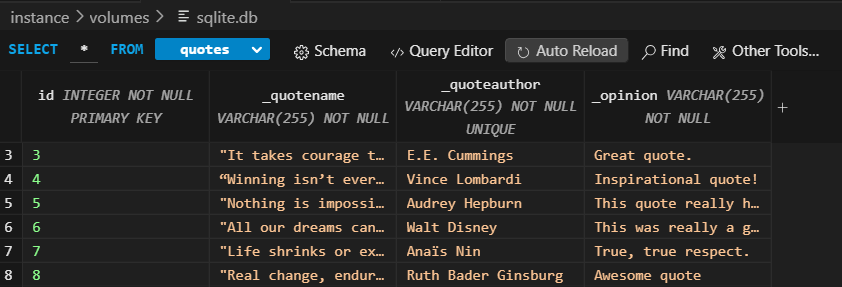 instance > volumes > sqlite.db
SELECT * FROM quotes Schema Query Editor Auto Reload Find Other Tools...
id INTEGER NOT NULL PRIMARY KEY
_quotename VARCHAR(255) NOT NULL
_quoteauthor VARCHAR(255) NOT NULL UNIQUE
_opinion VARCHAR(255) NOT NULL
+
3 3 "It takes courage t… E.E. Cummings Great quote.
4 4 “Winning isn’t ever… Vince Lombardi Inspirational quote!
5 5 "Nothing is impossi… Audrey Hepburn This quote really h…
6 6 "All our dreams can… Walt Disney This was really a g…
7 7 "Life shrinks or ex… Anaïs Nin True, true respect.
8 8 "Real change, endur… Ruth Bader Ginsburg Awesome quote